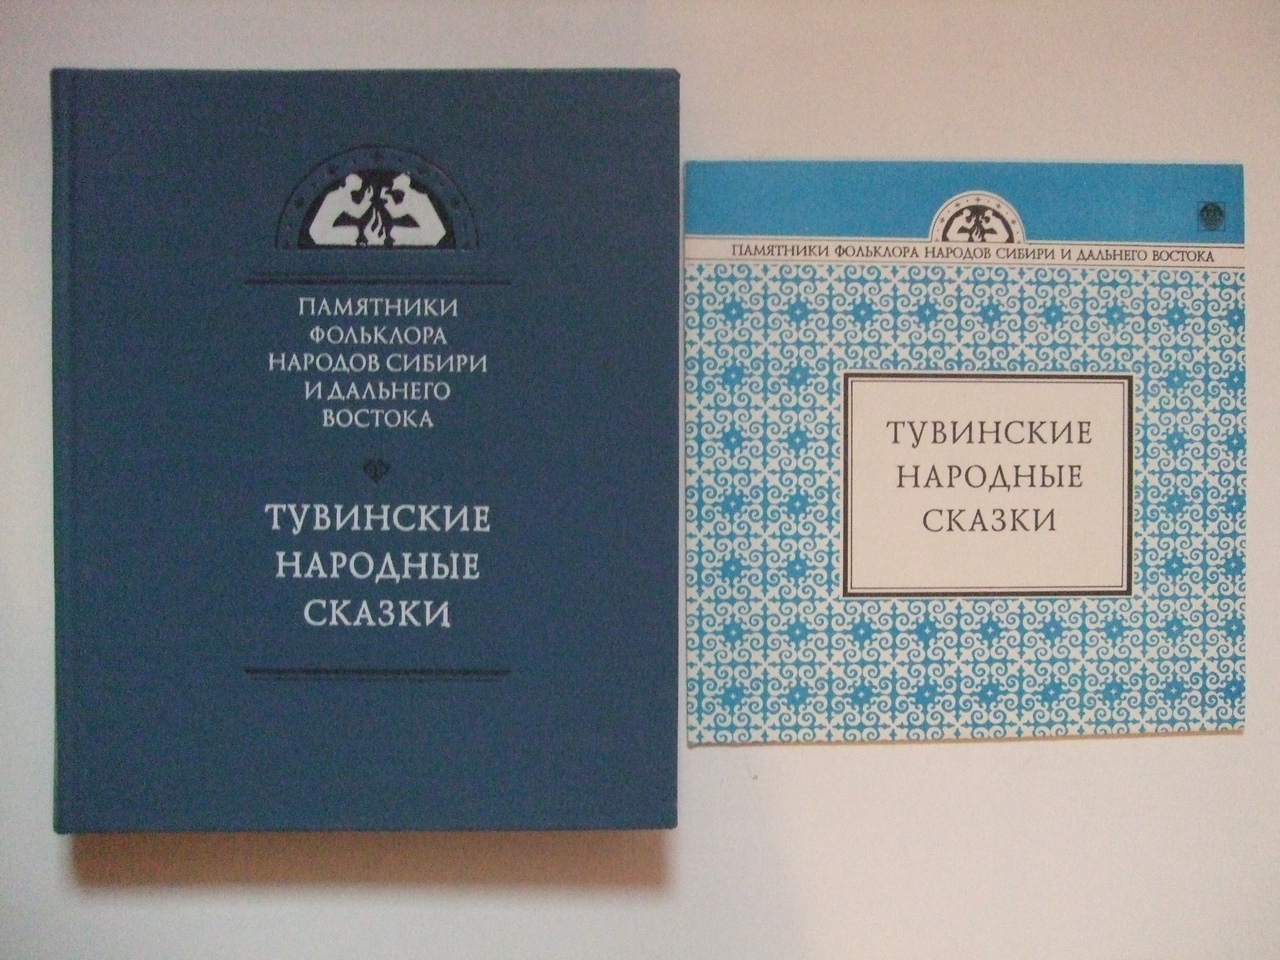 ПАМЯТНИКИ
ФОЛЬКЛОРА
НАРОДОВ СИБИРИ
И ДАЛЬНЕГО
ВОСТОКА
ТУВИНСКИЕ
НАРОДНЫЕ
СКАЗКИ
ПАМЯТНИКИ ФОЛЬКЛОРА НАРОДОВ СИБИРИ И ДАЛЬНЕГО ВОСТОКА
ТУВИНСКИЕ
НАРОДНЫЕ
СКАЗКИ